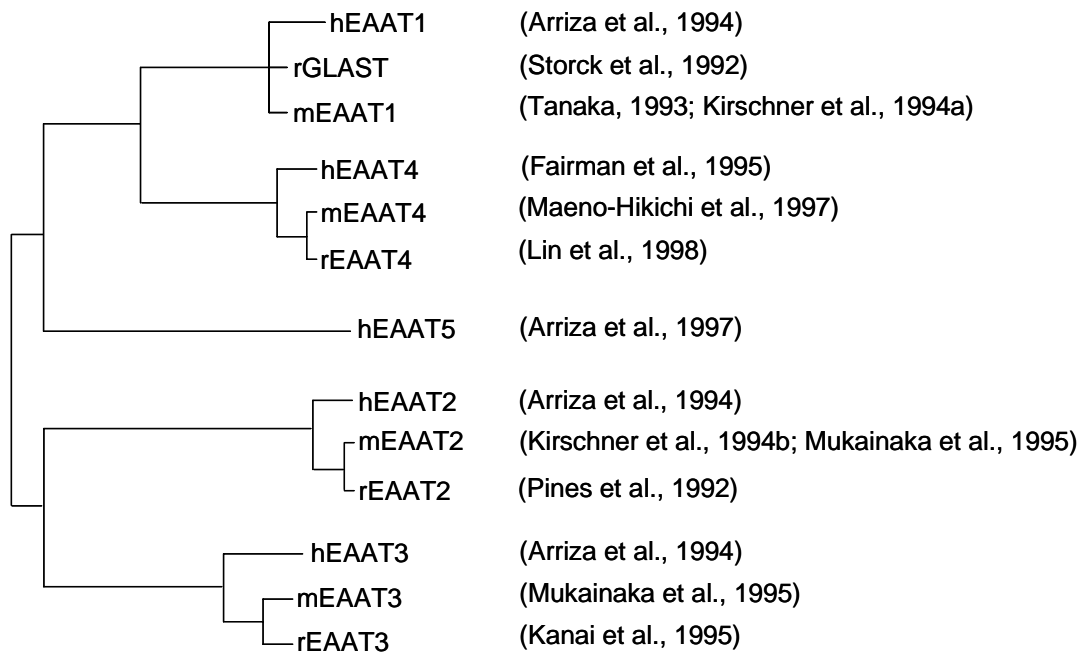 hEAAT1 (Arriza et al., 1994)
rGLAST (Storck et al., 1992)
mEAAT1 (Tanaka, 1993; Kirschner et al., 1994a)
hEAAT4 (Fairman et al., 1995)
mEAAT4 (Maeno-Hikichi et al., 1997)
rEAAT4 (Lin et al., 1998)
hEAAT5 (Arriza et al., 1997)
hEAAT2 (Arriza et al., 1994)
mEAAT2 (Kirschner et al., 1994b; Mukainaka et al., 1995)
rEAAT2 (Pines et al., 1992)
hEAAT3 (Arriza et al., 1994)
mEAAT3 (Mukainaka et al., 1995)
rEAAT3 (Kanai et al., 1995)